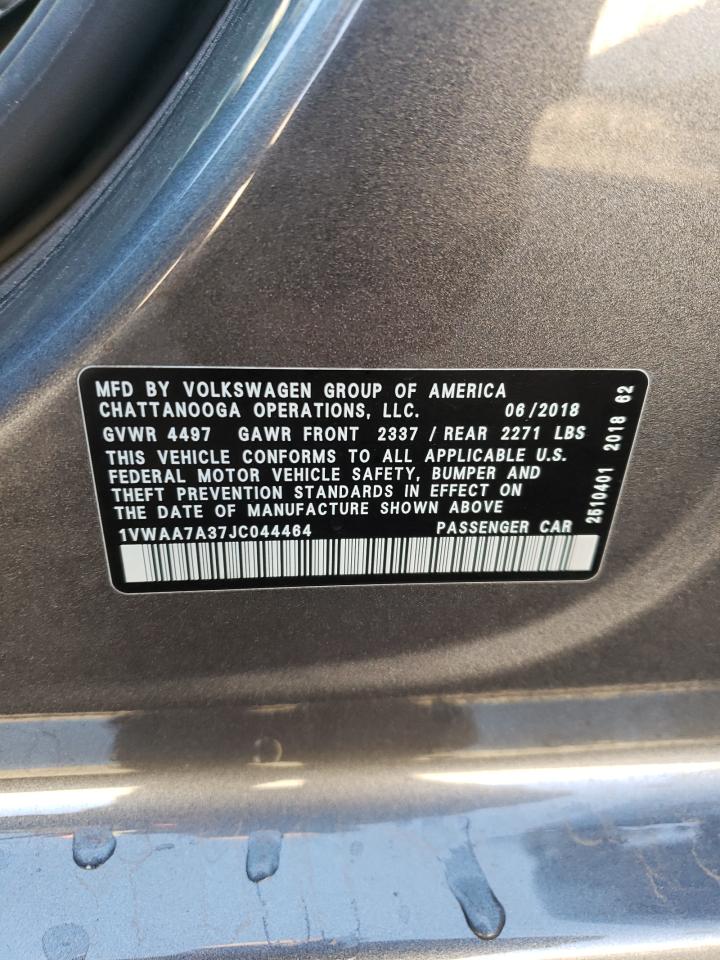 MFD BY VOLKSWAGEN GROUP OF AMERICA
CHATTANOOGA OPERATIONS, LLC. 06/2018
GVWR 4497 GAWR FRONT 2337 / REAR 2271 LBS
THIS VEHICLE CONFORMS TO ALL APPLICABLE U.S.
FEDERAL MOTOR VEHICLE SAFETY, BUMPER AND
THEFT PREVENTION STANDARDS IN EFFECT ON
THE DATE OF MANUFACTURE SHOWN ABOVE
1VWAA7A37JC044464 PASSENGER CAR
2510401 2018 62